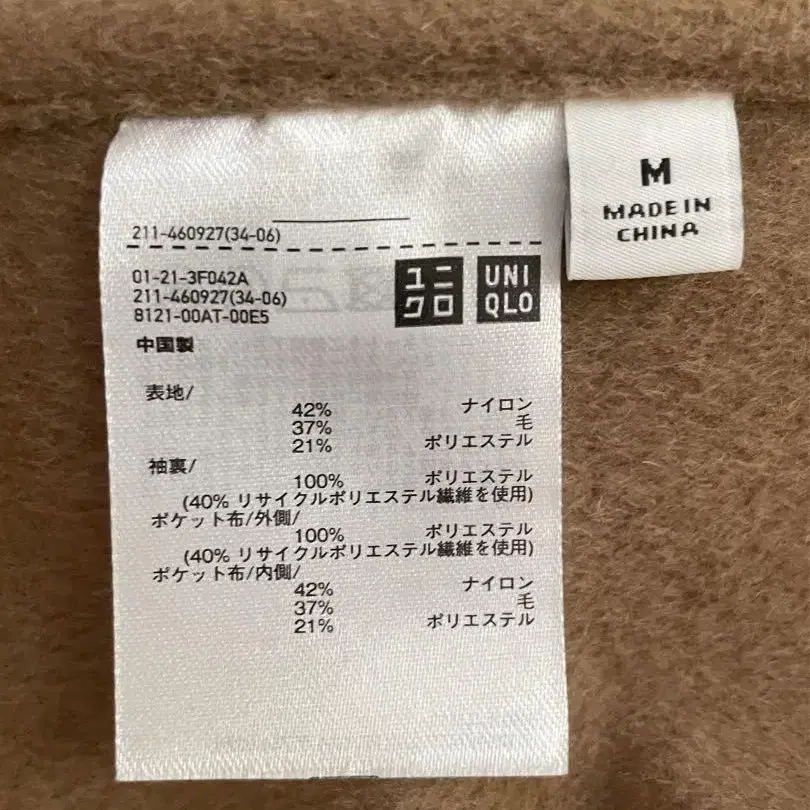 211-460927(34-06)
01-21-3F042A
211-460927(34-06)
8121-00AT-00E5
ユニ
クロ
UNI
QLO
中国製
表地/
42% ナイロン
37% 毛
21% ポリエステル
袖裏/
100% ポリエステル
(40% リサイクルポリエステル繊維を使用)
ポケット布/外側/
100% ポリエステル
(40% リサイクルポリエステル繊維を使用)
ポケット布/内側/
42% ナイロン
37% 毛
21% ポリエステル
M
MADE IN
CHINA